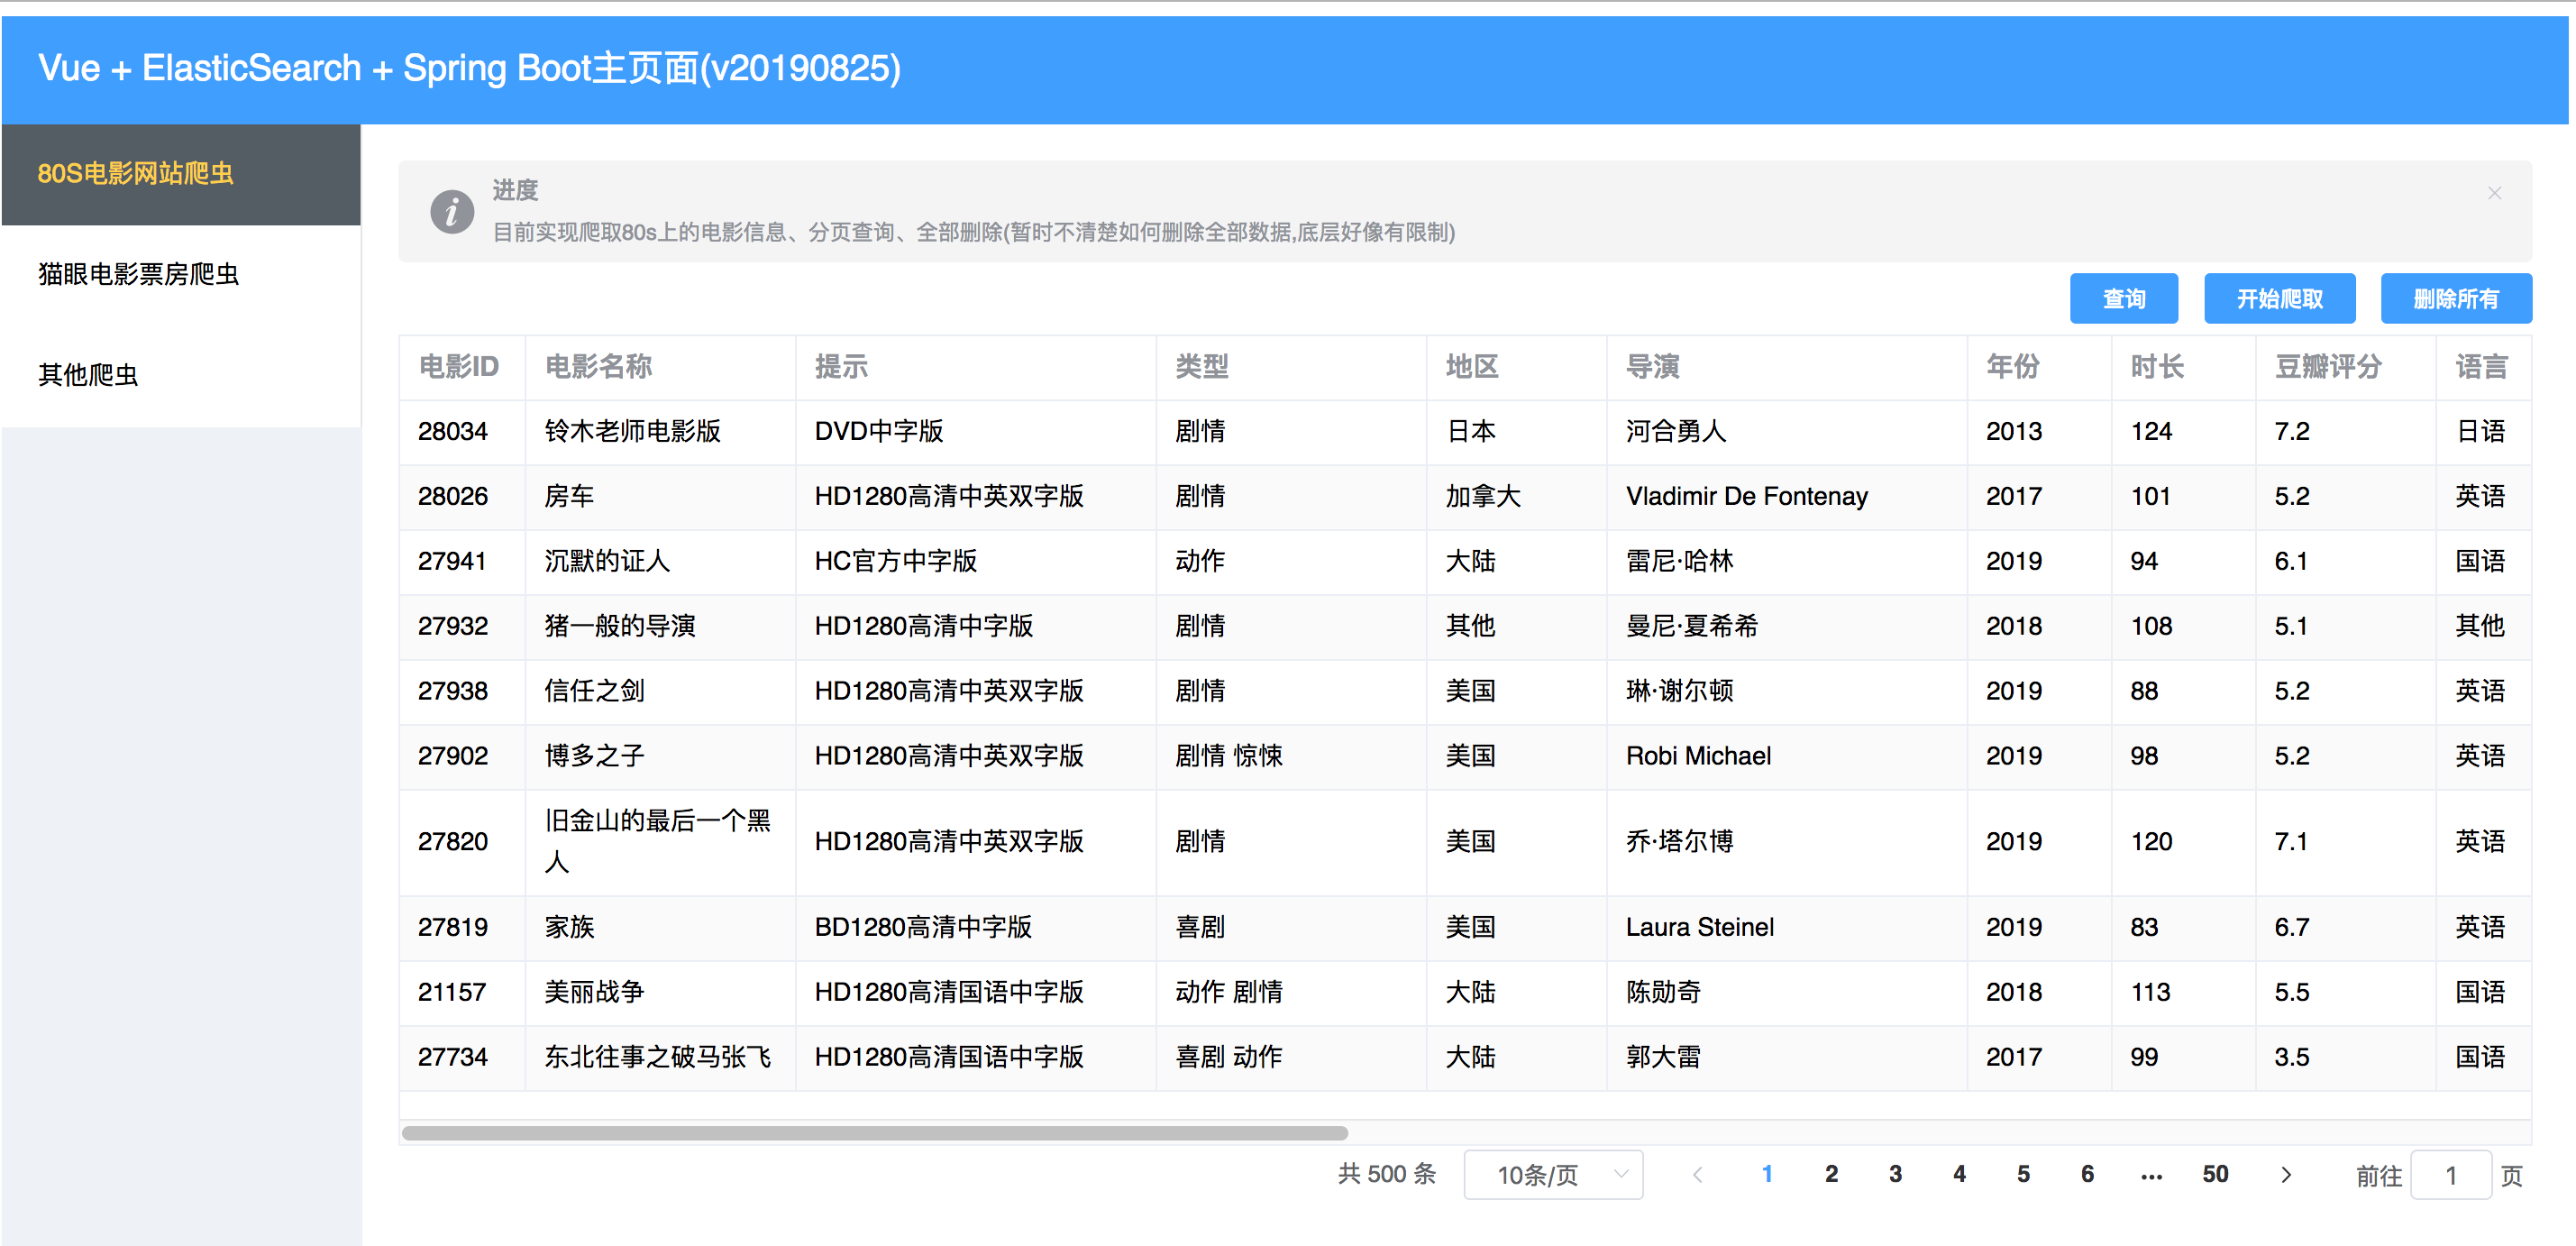 Vue + ElasticSearch + Spring Boot主页面(v20190825)
80S电影网站爬虫
猫眼电影票房爬虫
其他爬虫
进度
目前实现爬取80s上的电影信息、分页查询、全部删除(暂时不清楚如何删除全部数据,底层好像有限制)
查询 开始爬取 删除所有
电影ID 电影名称 提示 类型 地区 导演 年份 时长 豆瓣评分 语言
28034 铃木老师电影版 DVD中字版 剧情 日本 河合勇人 2013 124 7.2 日语
28026 房车 HD1280高清中英双字版 剧情 加拿大 Vladimir De Fontenay 2017 101 5.2 英语
27941 沉默的证人 HC官方中字版 动作 大陆 雷尼·哈林 2019 94 6.1 国语
27932 猪一般的导演 HD1280高清中字版 剧情 其他 曼尼·夏希希 2018 108 5.1 其他
27938 信任之剑 HD1280高清中英双字版 剧情 美国 琳·谢尔顿 2019 88 5.2 英语
27902 博多之子 HD1280高清中英双字版 剧情 惊悚 美国 Robi Michael 2019 98 5.2 英语
27820 旧金山的最后一个黑 HD1280高清中英双字版 剧情 美国 乔·塔尔博 2019 120 7.1 英语
人
27819 家族 BD1280高清中字版 喜剧 美国 Laura Steinel 2019 83 6.7 英语
21157 美丽战争 HD1280高清国语中字版 动作 剧情 大陆 陈勋奇 2018 113 5.5 国语
27734 东北往事之破马张飞 HD1280高清国语中字版 喜剧 动作 大陆 郭大雷 2017 99 3.5 国语
共 500 条 10条/页 1 2 3 4 5 6 ... 50 前往 1 页